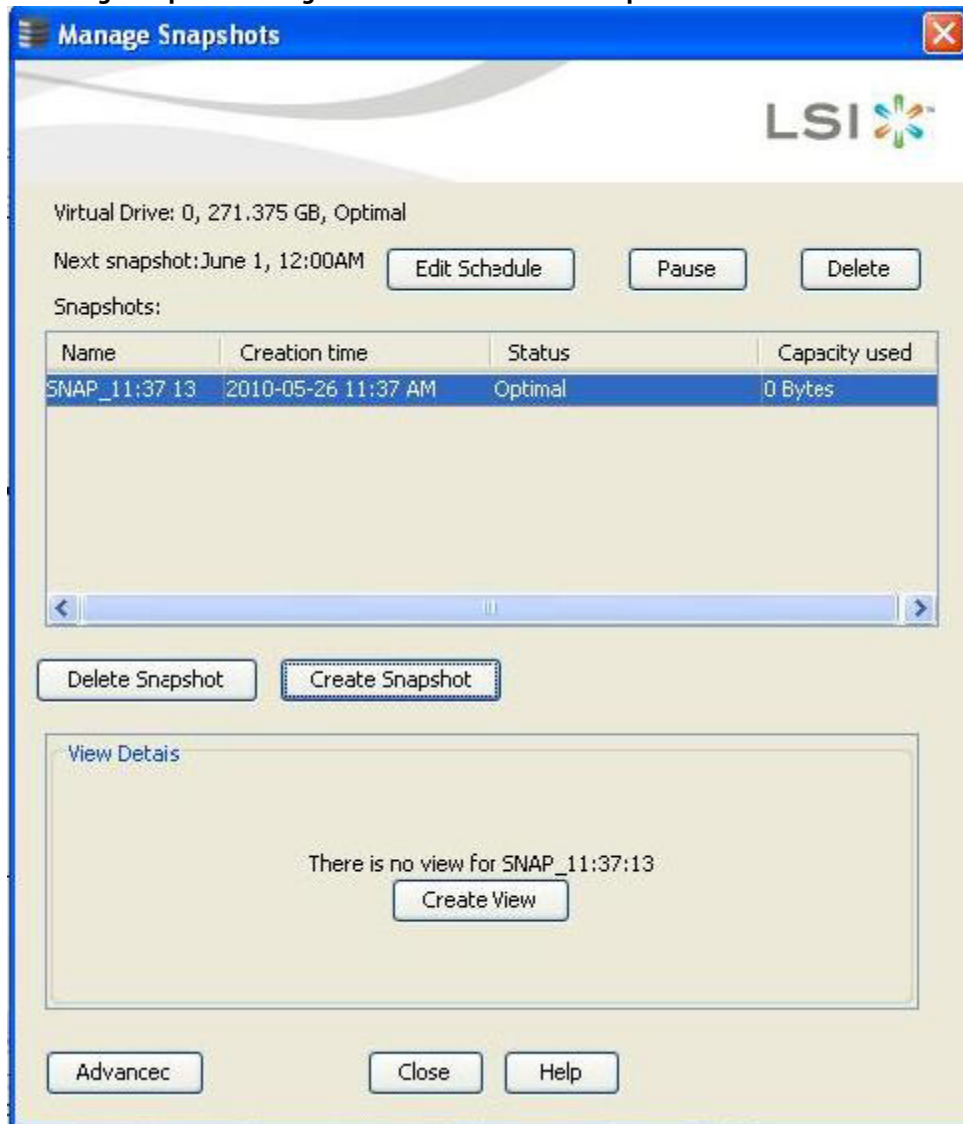 Manage Snapshots
LSI
Virtual Drive: 0, 271.375 GB, Optimal
Next snapshot:June 1, 12:00AM Edit Schedule Pause Delete
Snapshots:
Name Creation time Status Capacity used
SNAP_11:37 13 2010-05-26 11:37 AM Optimal 0 Bytes
Delete Snapshot Create Snapshot
View Detais
There is no view for SNAP_11:37:13
Create View
Advancec Close Help